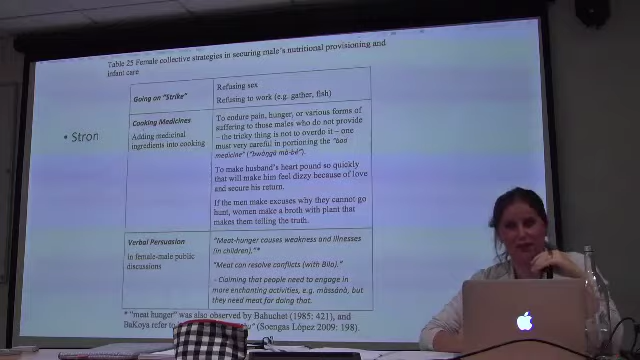 Table 25 Female collective strategies in securing male's nutritional provisioning and
infant care
Going on "Strike"
Refusing sex
Refusing to work (e.g. gather, fish)
• Stron
Cooking Medicines
Adding medicinal
ingredients into cooking
To endure pain, hunger, or various forms of
suffering to those males who do not provide
– the tricky thing is not to overdo it – one
must very careful in portioning the "bad
medicine" ("bwàngà mà-bé").
To make husband's heart pound so quickly
that will make him feel dizzy because of love
and secure his return.
If the men make excuses why they cannot go
hunt, women make a broth with plant that
makes them telling the truth.
Verbal Persuasion
in female-male public
discussions
"Meat-hunger causes weakness and illnesses
(in children)."*
"Meat can resolve conflicts (with Bilo)."
- Claiming that people need to engage in
more enchanting activities, e.g. màssànà, but
they need meat for doing that.
* "meat hunger" was also observed by Bahuchet (1985: 421), and
BaKoya refer to (Soengas López 2009: 198).